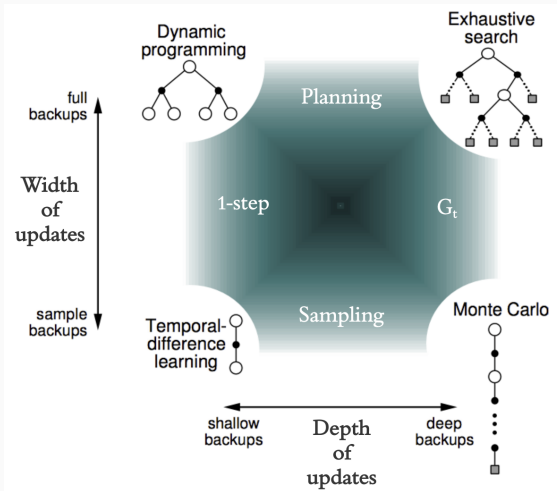 Dynamic
programming
Exhaustive
search
full
backups
Planning
Width
of
updates
1-step
Gt
sample
backups
Temporal-
difference
learning
Sampling
Monte Carlo
shallow
backups
Depth
of
updates
deep
backups